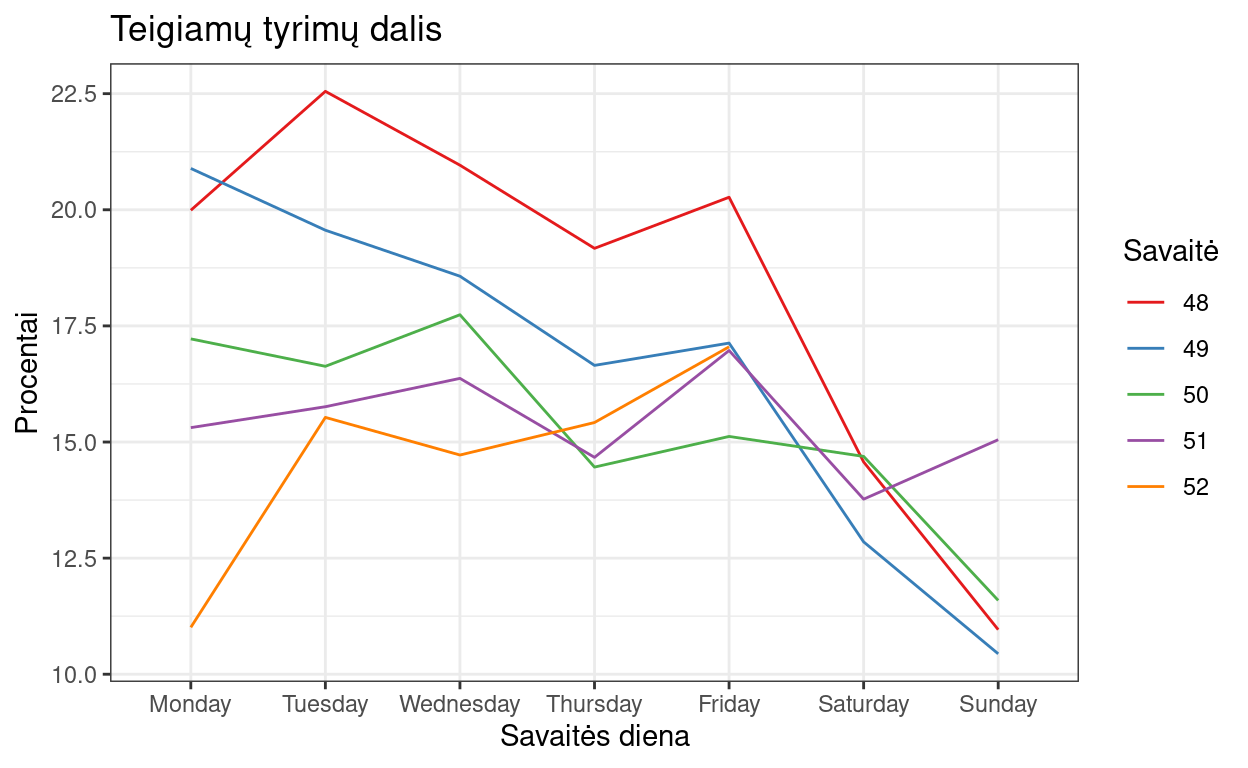 Teigiamų tyrimų dalis
Procentai
22.5
20.0
17.5
15.0
12.5
10.0
Monday
Tuesday
Wednesday
Thursday
Friday
Saturday
Sunday
Savaitės diena
Savaitė
48
49
50
51
52